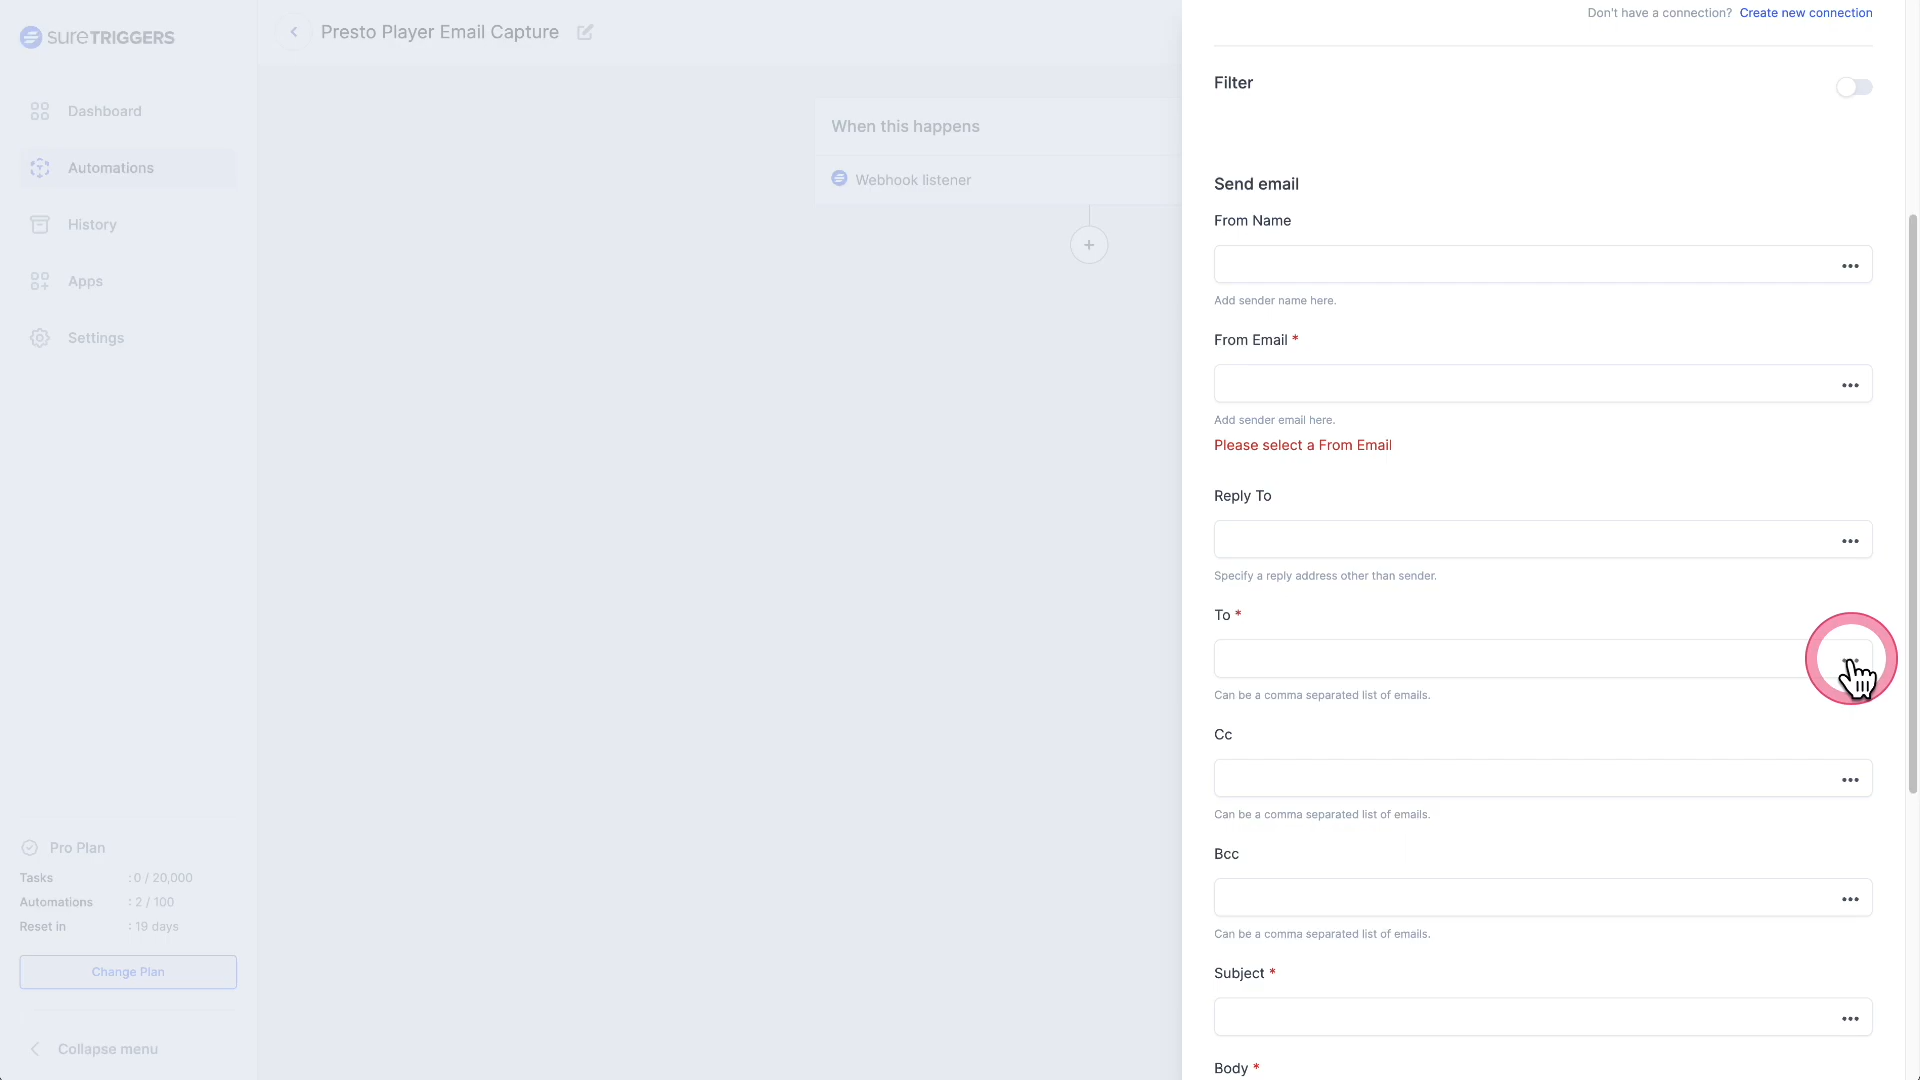 sureTRIGGERS
Dashboard
Automations
History
Apps
Settings
Pro Plan
Tasks : 0 / 20,000
Automations : 2 / 100
Reset in : 19 days
Change Plan
Collapse menu
Presto Player Email Capture
When this happens
Webhook listener
Don't have a connection? Create new connection
Filter
Send email
From Name
Add sender name here.
From Email *
Add sender email here.
Please select a From Email
Reply To
Specify a reply address other than sender.
To *
Can be a comma separated list of emails.
Cc
Can be a comma separated list of emails.
Bcc
Can be a comma separated list of emails.
Subject *
Body *